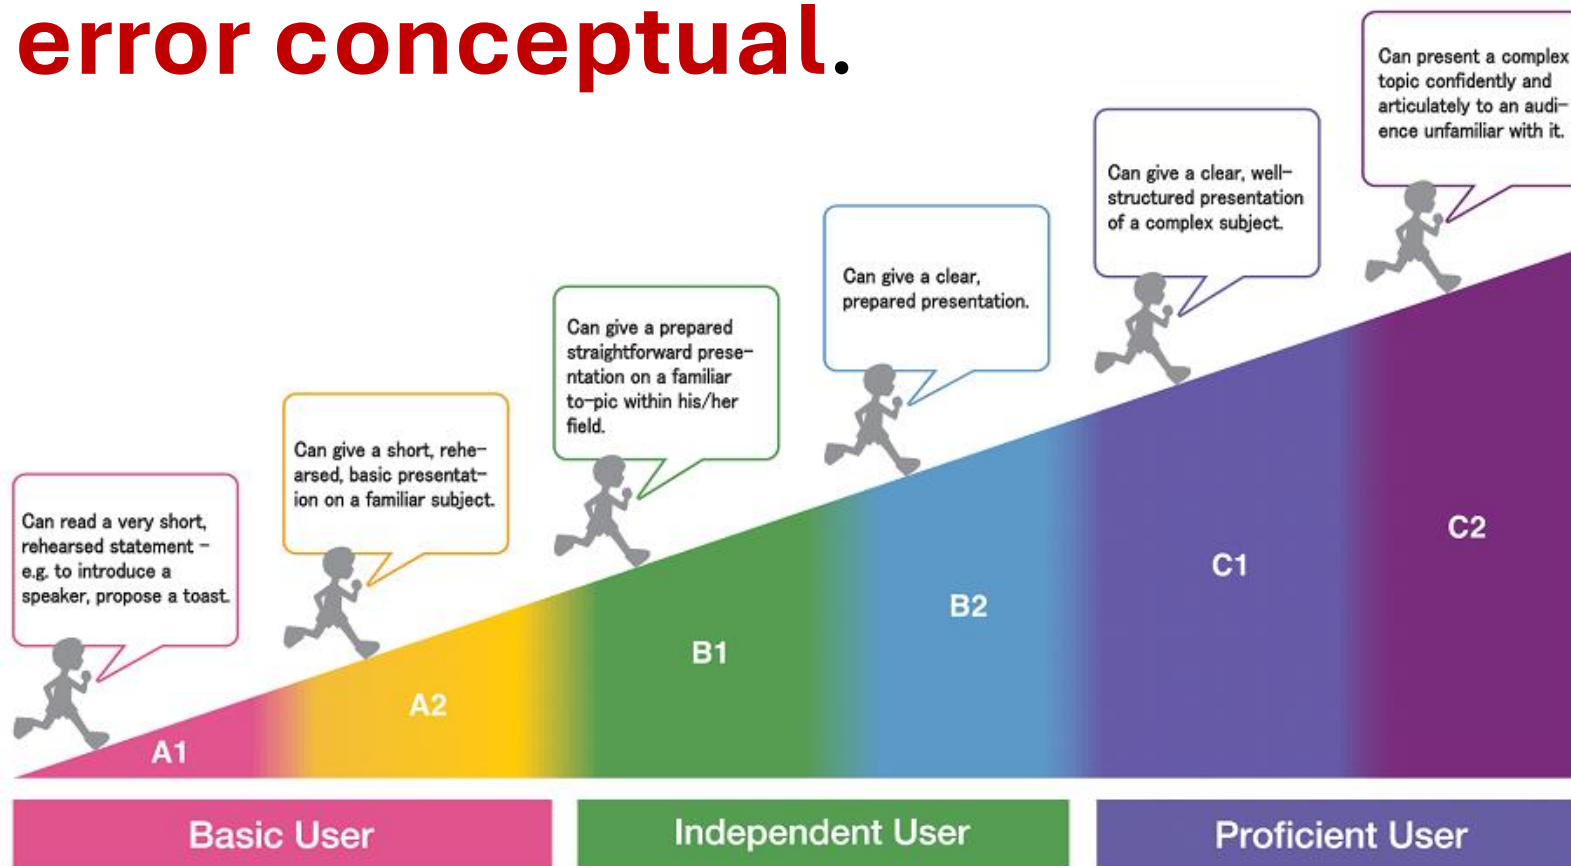 error conceptual.
Can read a very short,
rehearsed statement –
e.g. to introduce a
speaker, propose a toast.
Can give a short, rehe-
arsed, basic presentat-
ion on a familiar subject.
Can give a prepared
straightforward prese-
ntation on a familiar
to-pic within his/her
field.
Can give a clear,
prepared presentation.
Can give a clear, well-
structured presentation
of a complex subject.
Can present a complex
topic confidently and
articulately to an audi-
ence unfamiliar with it.
A1
A2
B1
B2
C1
C2
Basic User
Independent User
Proficient User